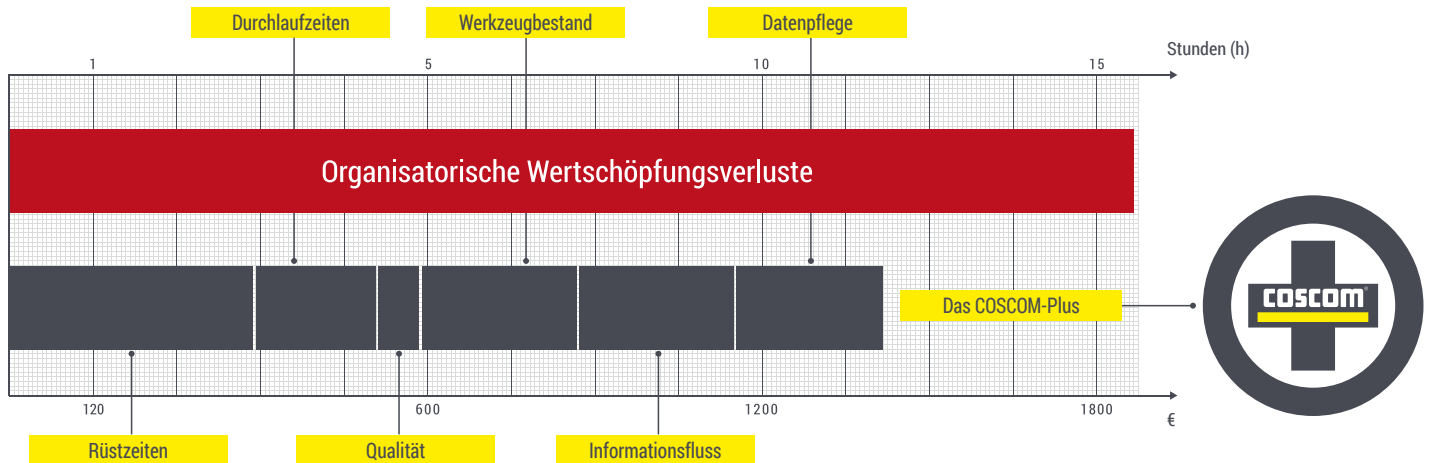 Durchlaufzeiten
Werkzeugbestand
Datenpflege
Stunden (h)
1
5
10
15
Organisatorische Wertschöpfungsverluste
Das COSCOM-Plus
coscom®
120
600
1200
1800
€
Rüstzeiten
Qualität
Informationsfluss